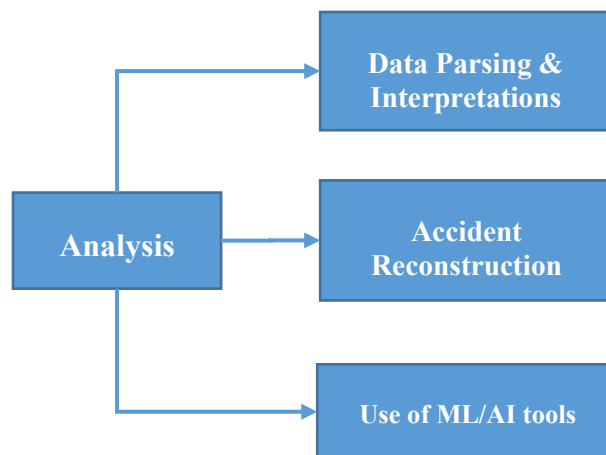 Data Parsing &
Interpretations
Analysis
Accident
Reconstruction
Use of ML/AI tools